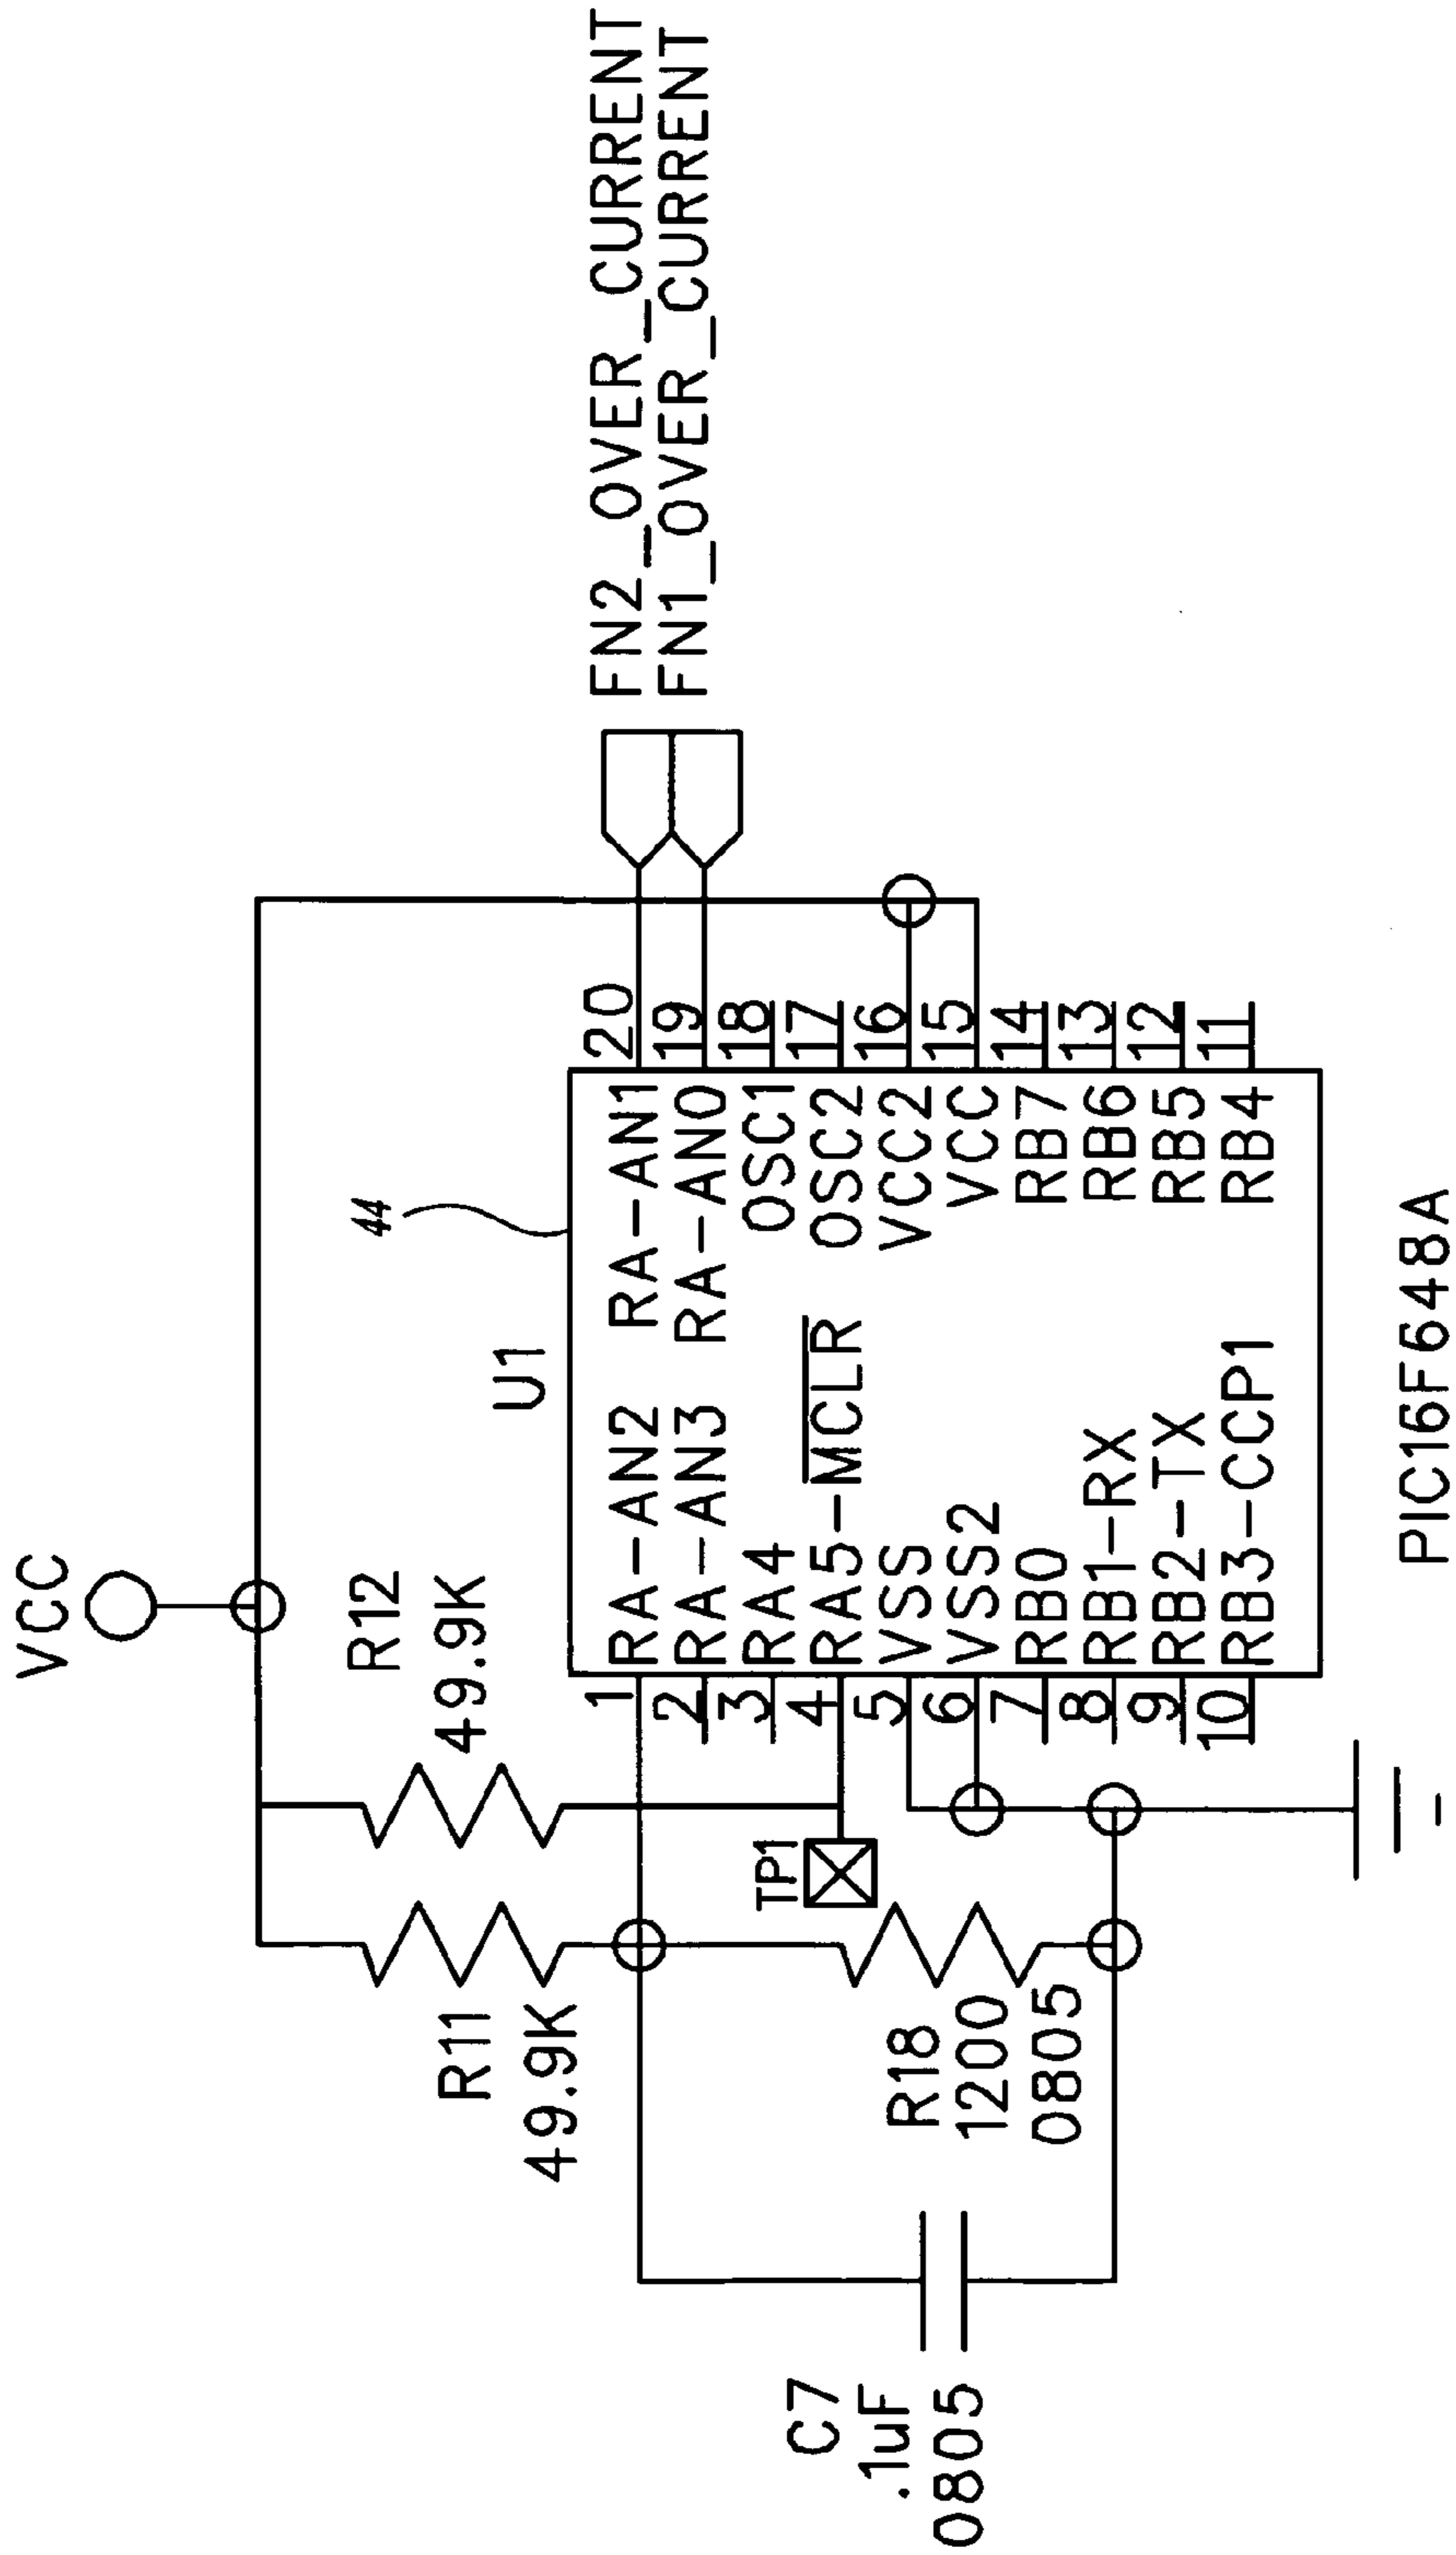 VCC
R12
49.9K
R11
49.9K
U1
44
FN2_OVER_CURRENT
FN1_OVER_CURRENT
1 RA-AN2 RA-AN1 20
2 RA-AN3 RA-AN0 19
3 RA4 OSC1 18
4 RA5-MCLR OSC2 17
5 VSS VCC2 16
6 VSS2 VCC 15
7 RB0 RB7 14
8 RB1-RX RB6 13
9 RB2-TX RB5 12
10 RB3-CCP1 RB4 11
TP1
C7
.1uF
0805
R18
1200
0805
PIC16F648A